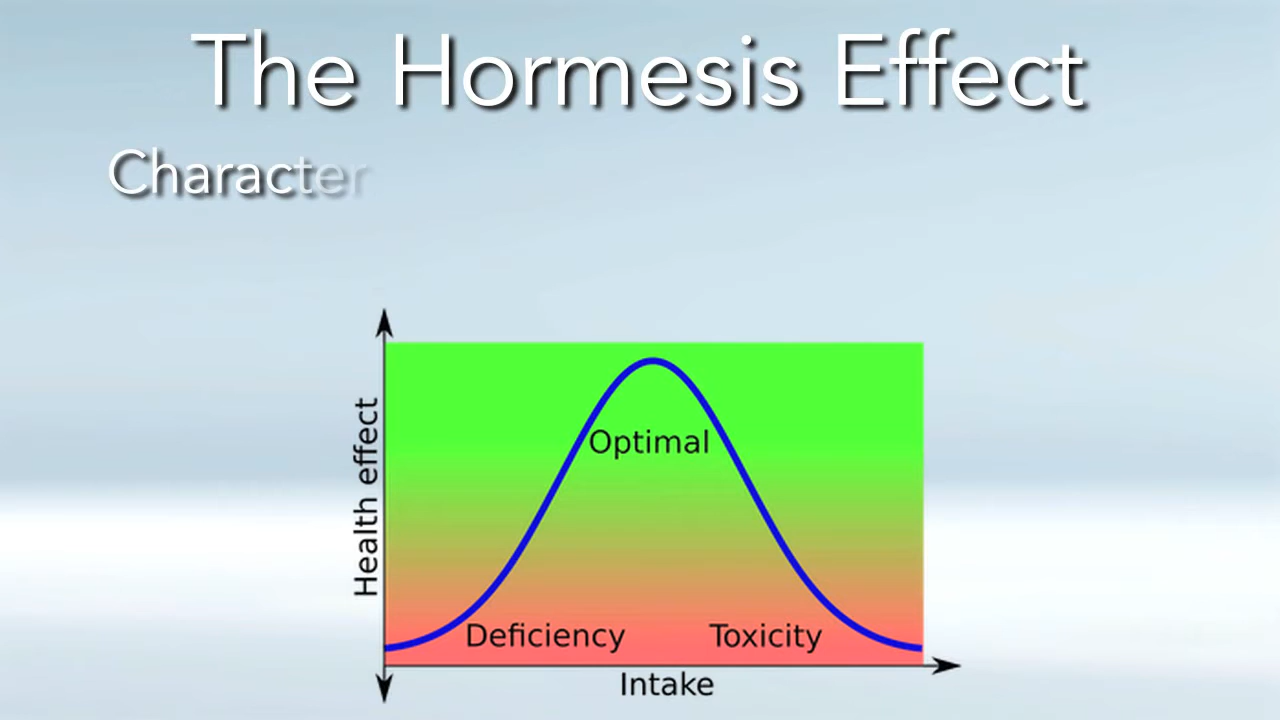 The Hormesis Effect
Character
Health effect
Optimal
Deficiency
Toxicity
Intake